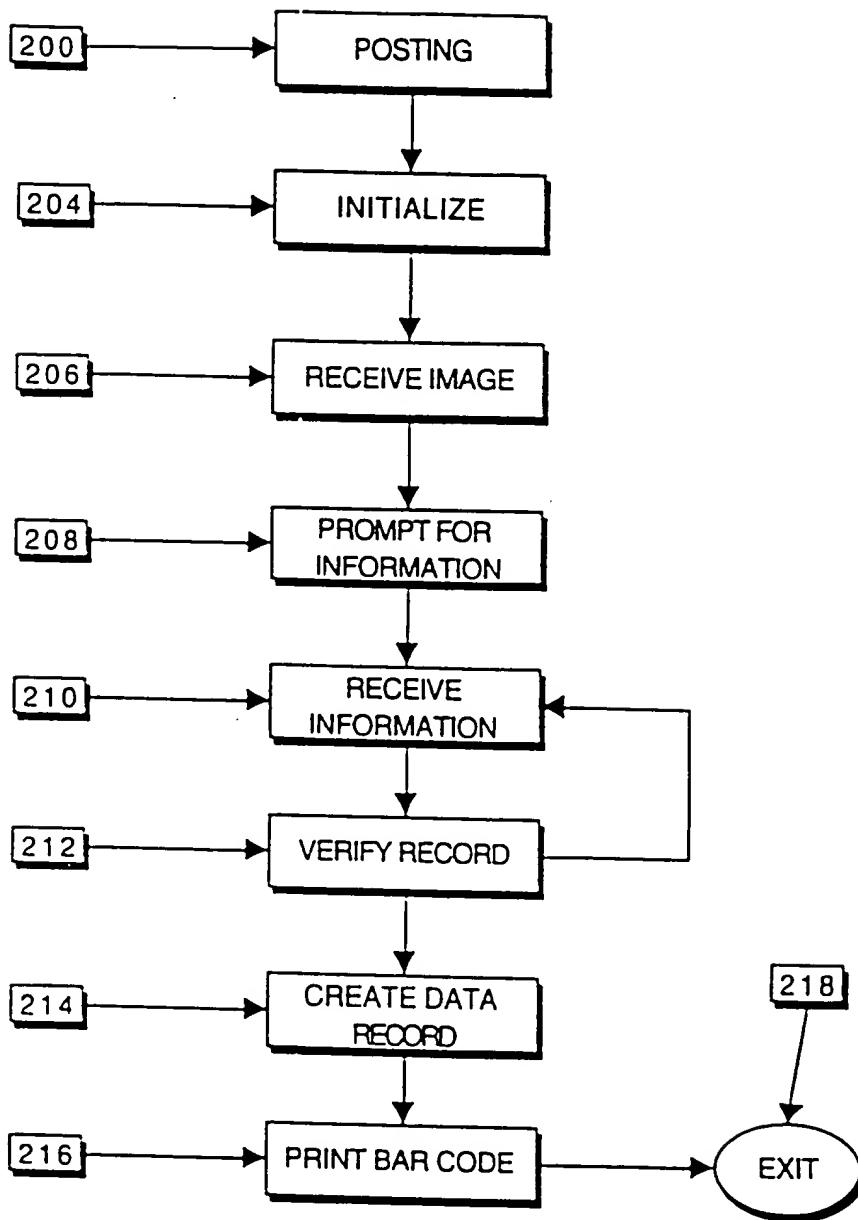 200
POSTING
204
INITIALIZE
206
RECEIVE IMAGE
208
PROMPT FOR
INFORMATION
210
RECEIVE
INFORMATION
212
VERIFY RECORD
214
CREATE DATA
RECORD
218
216
PRINT BAR CODE
EXIT